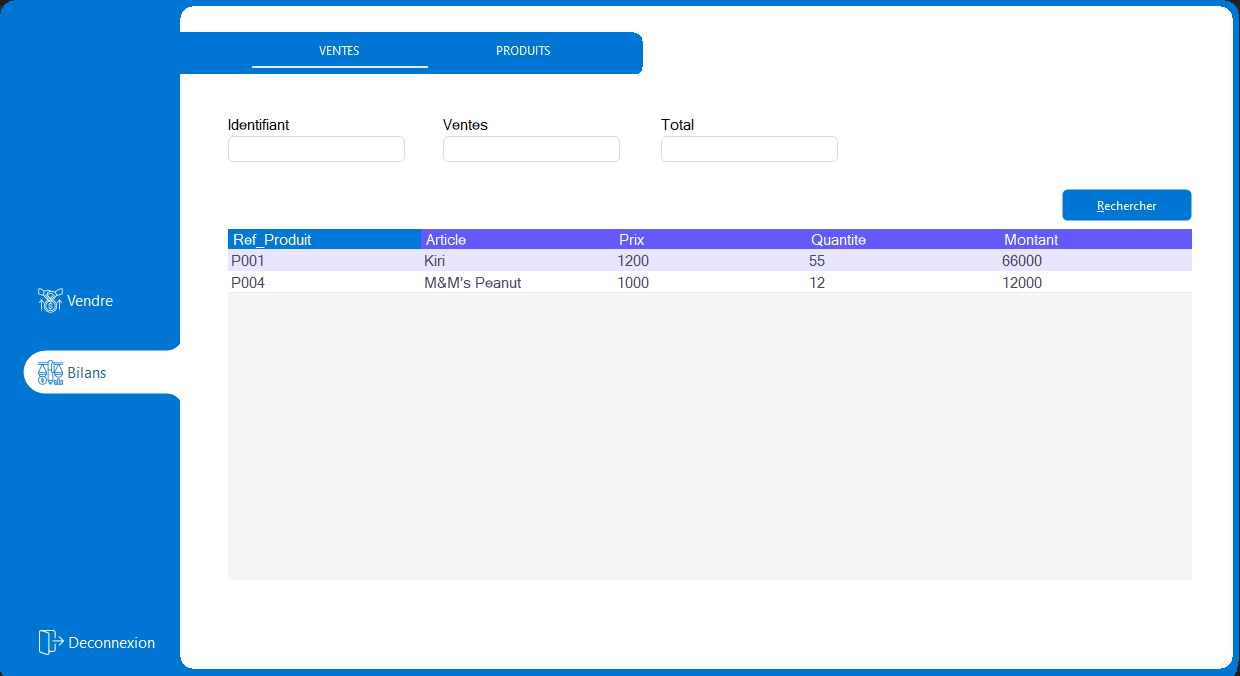 VENTES PRODUITS
Identifiant Ventes Total
Rechercher
Ref_Produit Article Prix Quantite Montant
P001 Kiri 1200 55 66000
P004 M&M's Peanut 1000 12 12000
Vendre
Bilans
Deconnexion